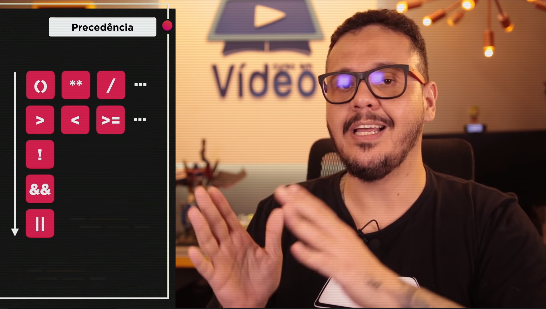 Precedência
() ** / ...
> < >= ...
!
&&
||
Vídeo